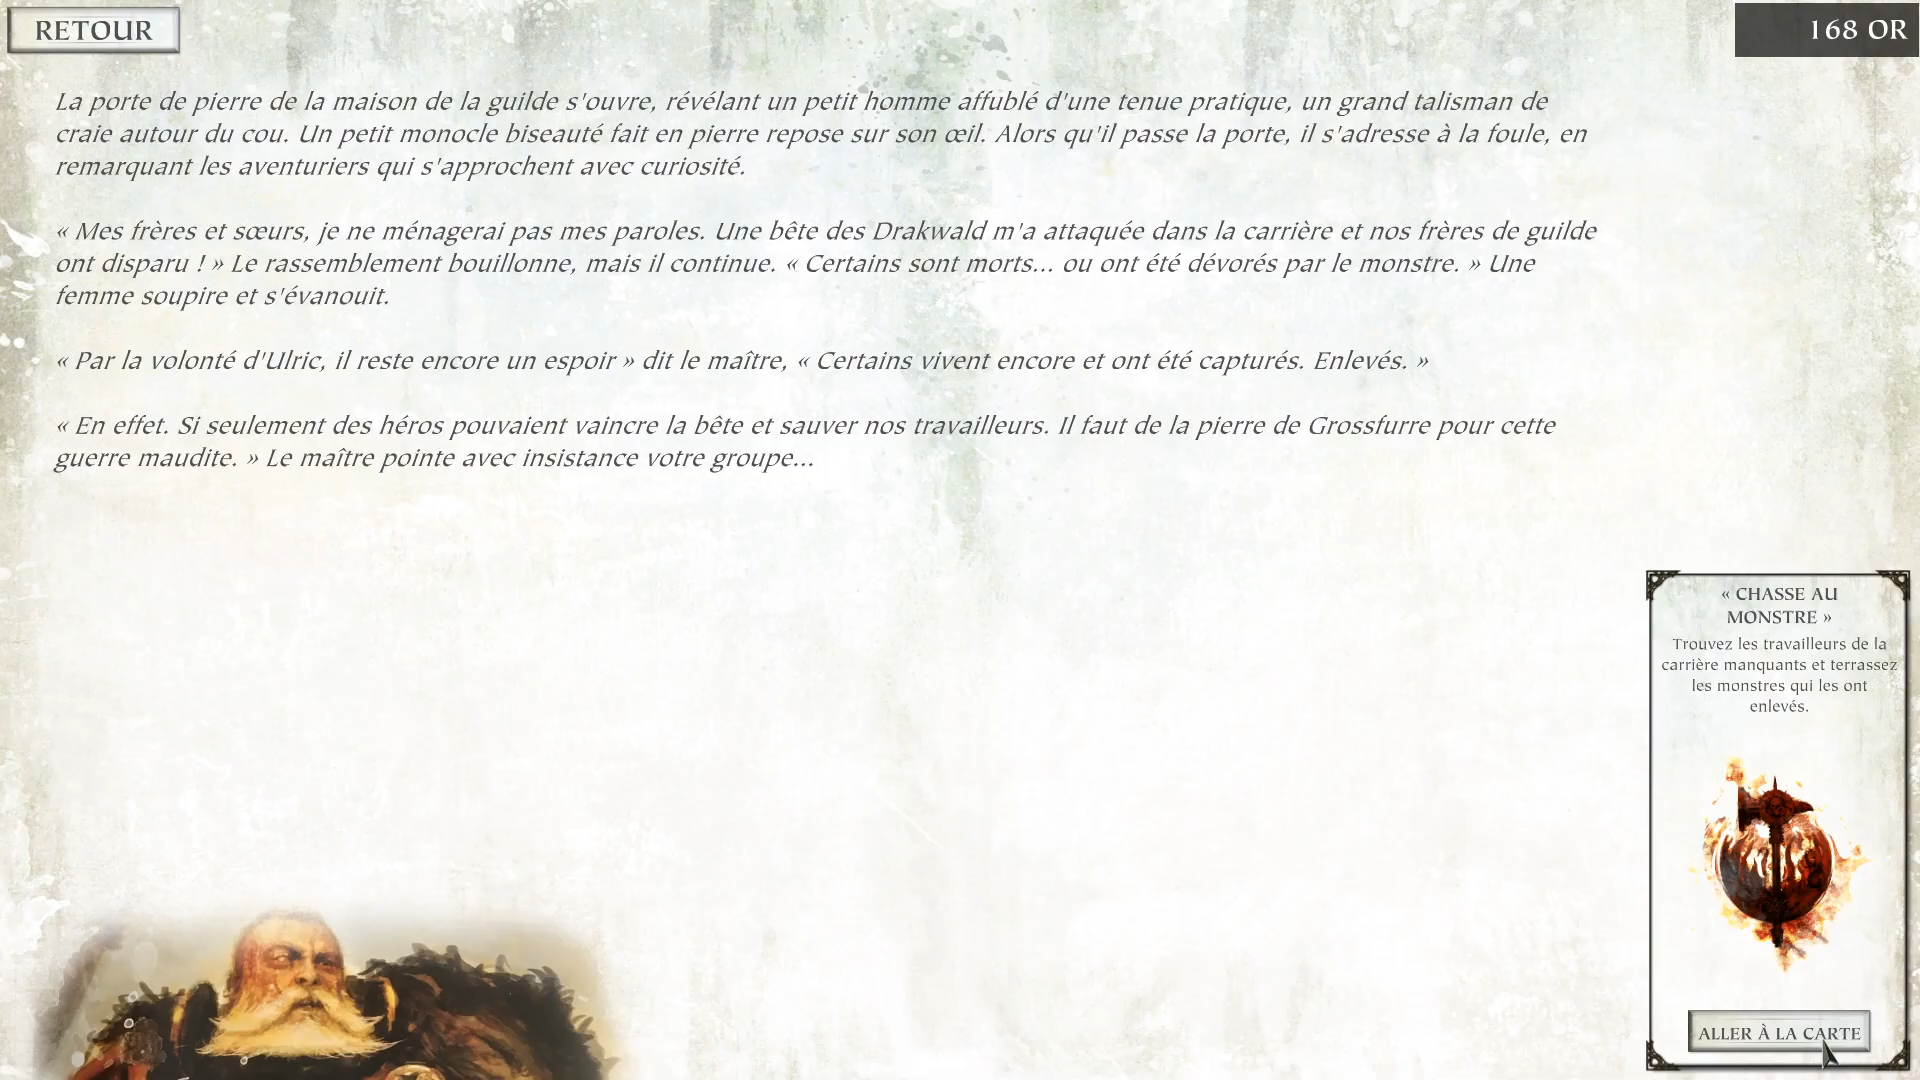 RETOUR
168 OR
La porte de pierre de la maison de la guilde s'ouvre, révélant un petit homme affublé d'une tenue pratique, un grand talisman de
craie autour du cou. Un petit monocle biseauté fait en pierre repose sur son œil. Alors qu'il passe la porte, il s'adresse à la foule, en
remarquant les aventuriers qui s'approchent avec curiosité.
« Mes frères et sœurs, je ne ménagerai pas mes paroles. Une bête des Drakwald m'a attaquée dans la carrière et nos frères de guilde
ont disparu ! » Le rassemblement bouillonne, mais il continue. « Certains sont morts... ou ont été dévorés par le monstre. » Une
femme soupire et s'évanouit.
« Par la volonté d'Ulric, il reste encore un espoir » dit le maître, « Certains vivent encore et ont été capturés. Enlevés. »
« En effet. Si seulement des héros pouvaient vaincre la bête et sauver nos travailleurs. Il faut de la pierre de Grossfurre pour cette
guerre maudite. » Le maître pointe avec insistance votre groupe...
« CHASSE AU
MONSTRE »
Trouvez les travailleurs de la
carrière manquants et terrassez
les monstres qui les ont
enlevés.
ALLER À LA CARTE